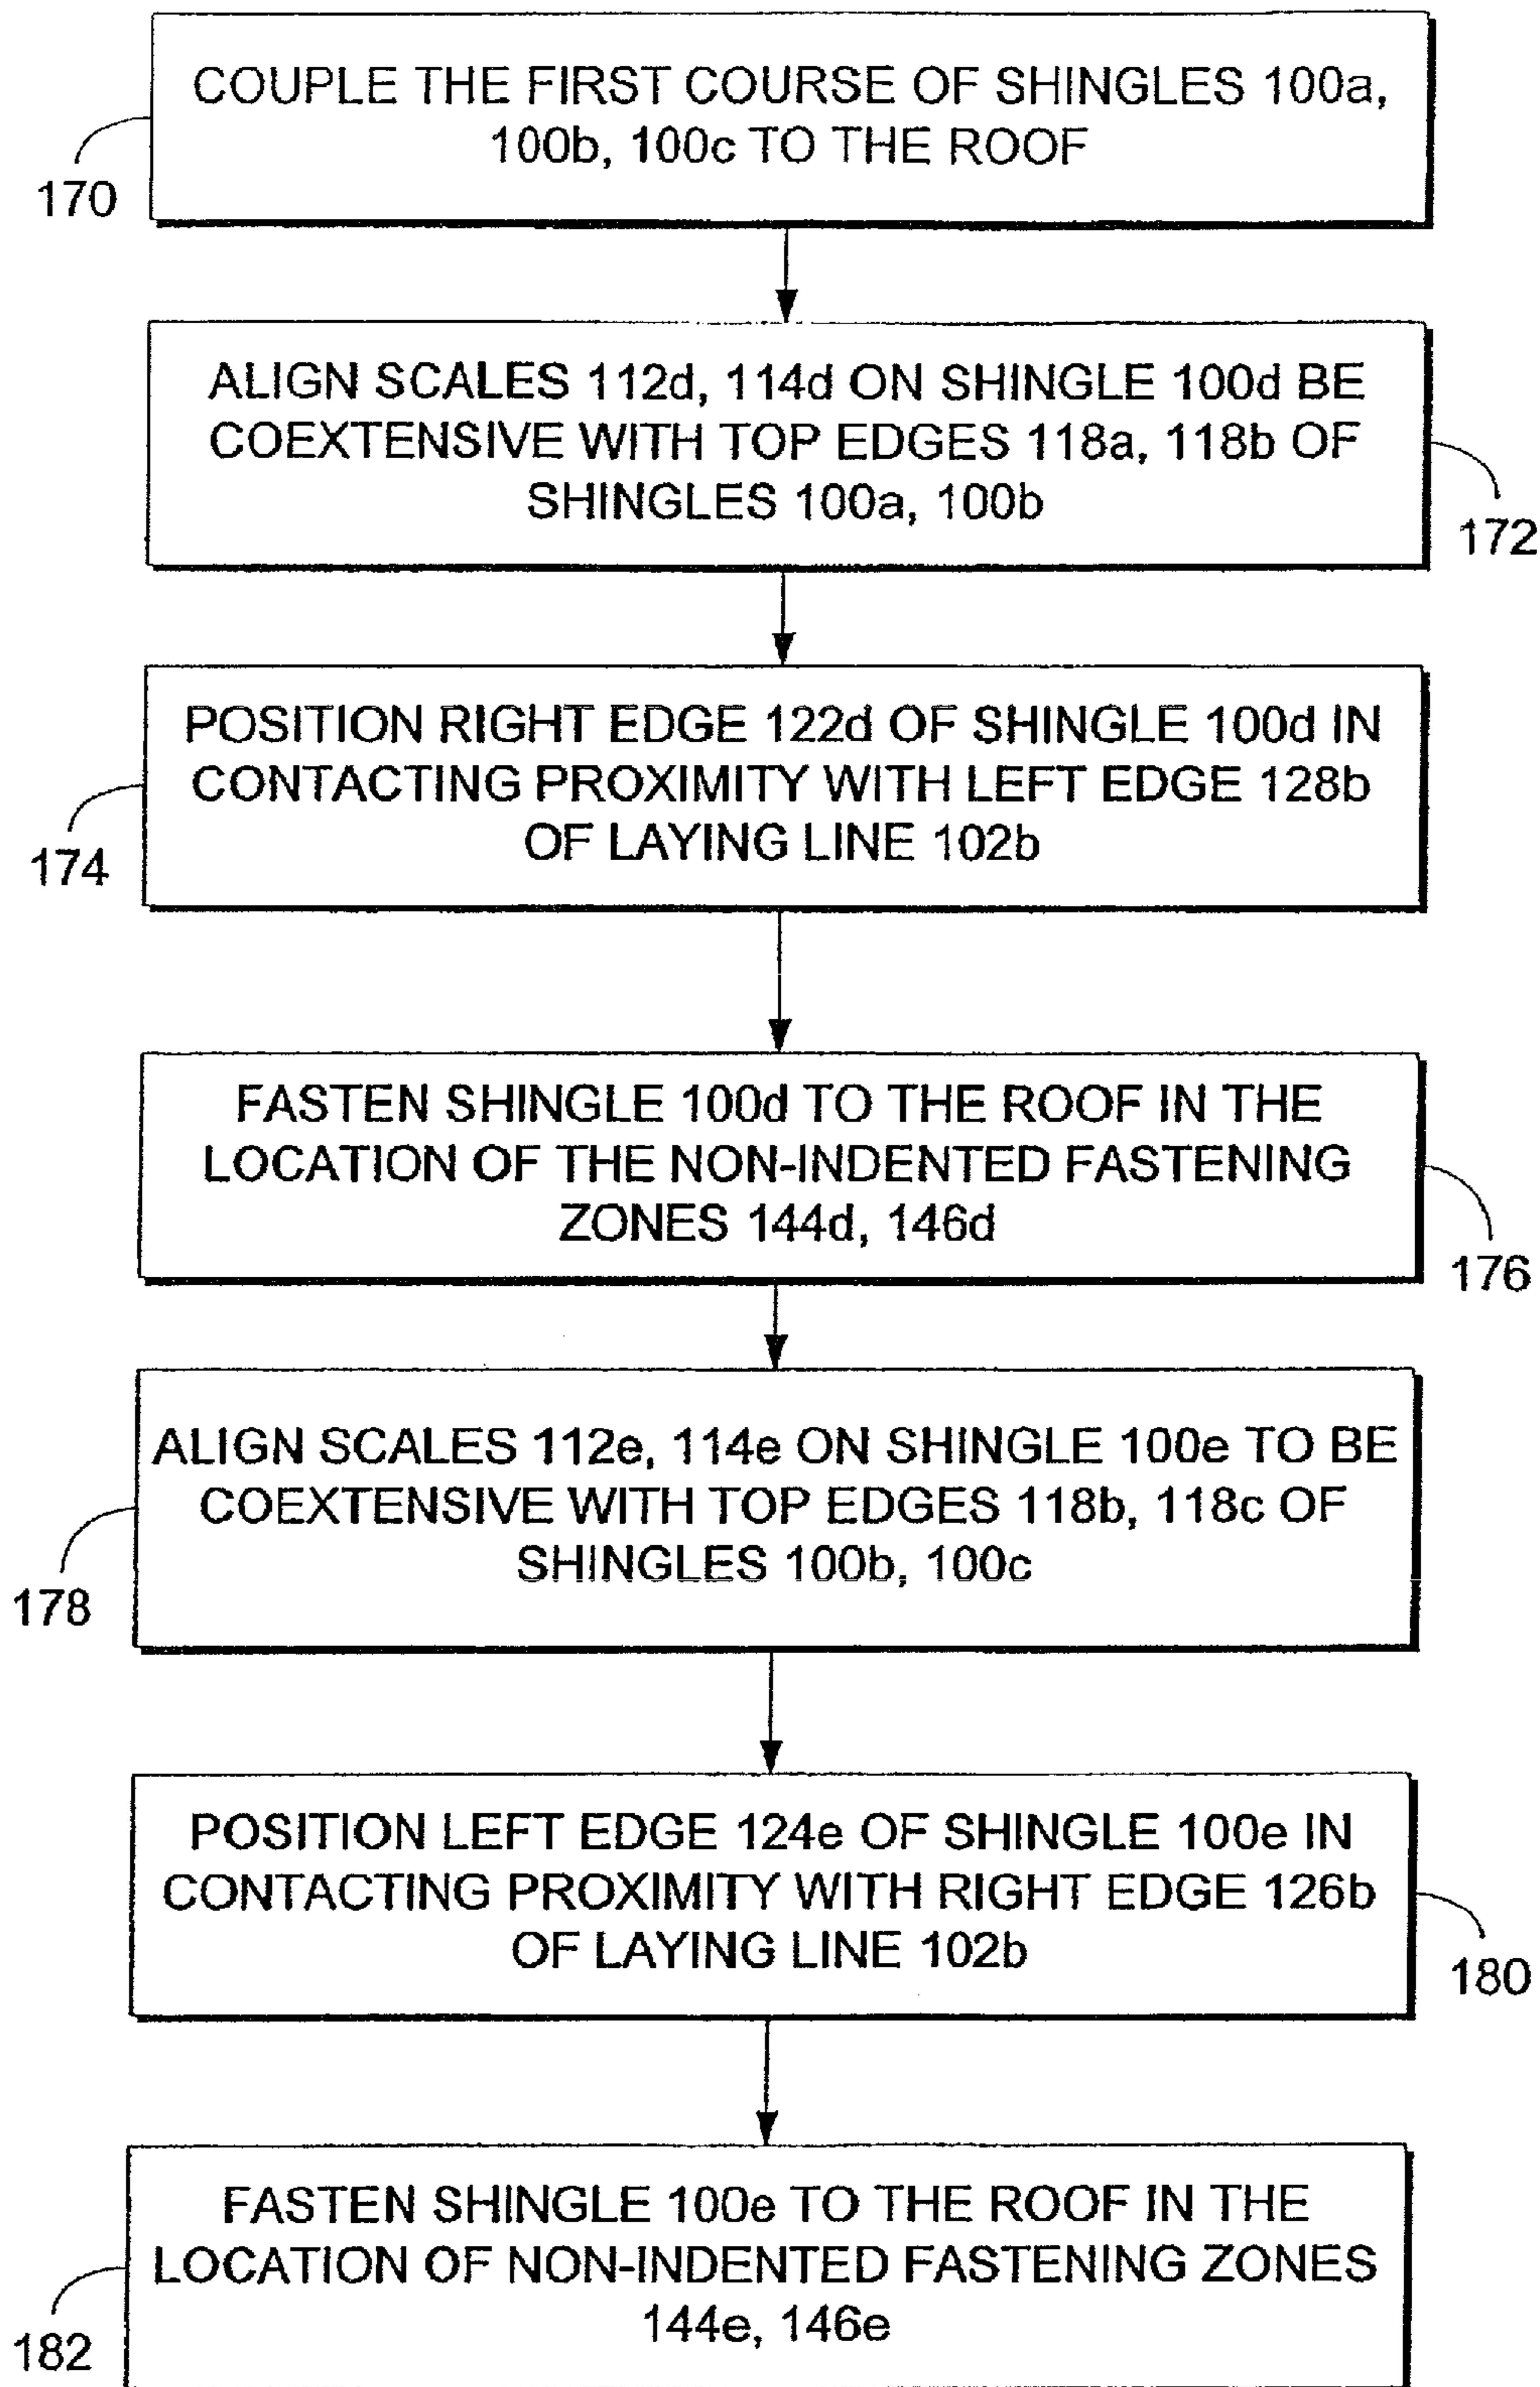 COUPLE THE FIRST COURSE OF SHINGLES 100a,
100b, 100c TO THE ROOF
170
ALIGN SCALES 112d, 114d ON SHINGLE 100d BE
COEXTENSIVE WITH TOP EDGES 118a, 118b OF
SHINGLES 100a, 100b
172
POSITION RIGHT EDGE 122d OF SHINGLE 100d IN
CONTACTING PROXIMITY WITH LEFT EDGE 128b
OF LAYING LINE 102b
174
FASTEN SHINGLE 100d TO THE ROOF IN THE
LOCATION OF THE NON-INDENTED FASTENING
ZONES 144d, 146d
176
ALIGN SCALES 112e, 114e ON SHINGLE 100e TO BE
COEXTENSIVE WITH TOP EDGES 118b, 118c OF
SHINGLES 100b, 100c
178
POSITION LEFT EDGE 124e OF SHINGLE 100e IN
CONTACTING PROXIMITY WITH RIGHT EDGE 126b
OF LAYING LINE 102b
180
FASTEN SHINGLE 100e TO THE ROOF IN THE
LOCATION OF NON-INDENTED FASTENING ZONES
144e, 146e
182